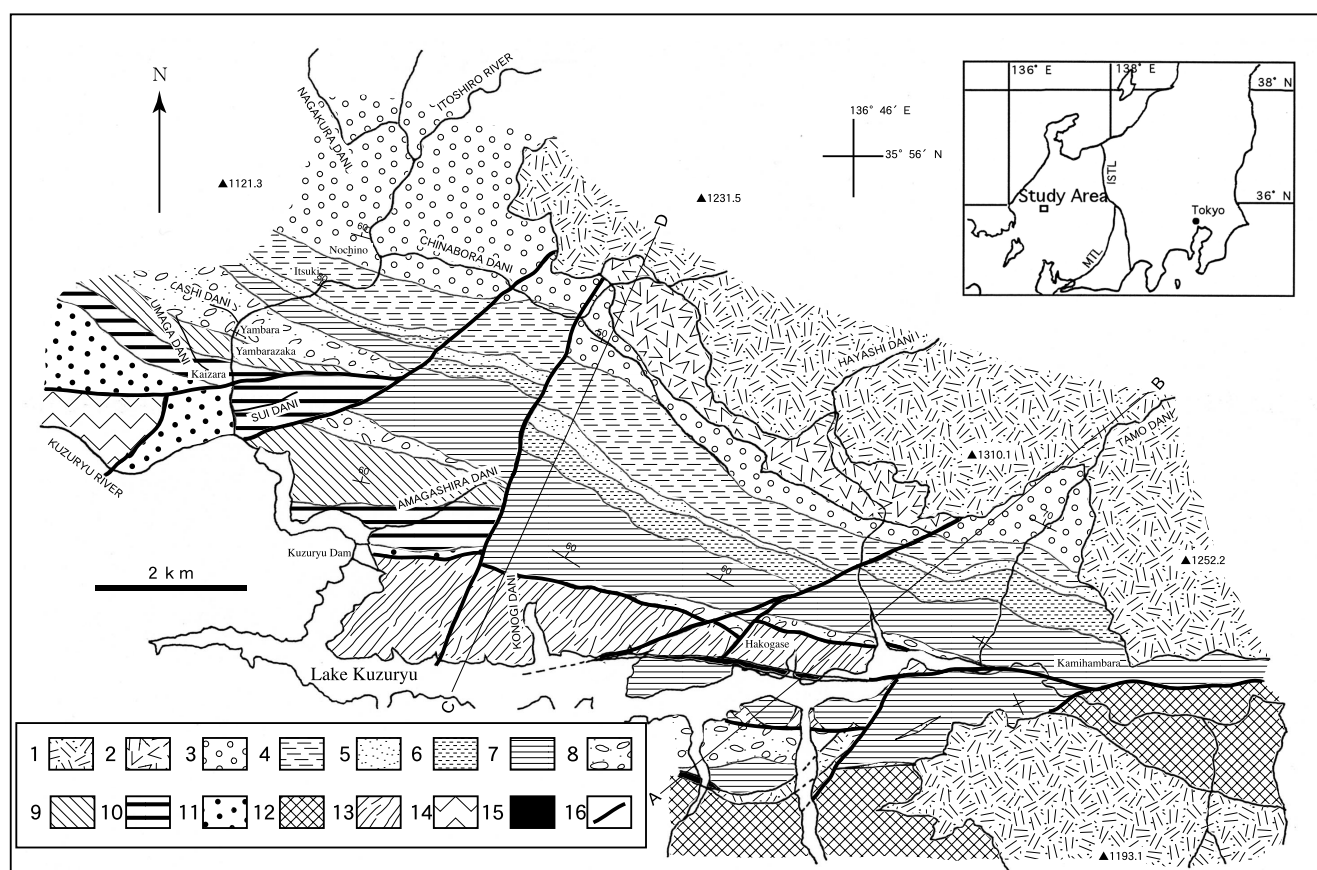 N
NAGAKURA DANI
ITOSHIRO RIVER
▲1121.3
136° 46′ E
35° 56′ N
▲1231.5
136° E
138° E
38° N
36° N
ISTL
MTL
Study Area
Tokyo
60
Nochino
CHINABORA DANI
D
Itsuki
UMAGA DANI
Yambara
Yambarazaka
Kaizara
50
HAYASHI DANI
B
TAMO DANI
SUI DANI
KUZURYU RIVER
60
AMAGASHIRA DANI
▲1310.1
70
Kuzuryu Dam
60
60
▲1252.2
2 km
KONOGI DANI
Hakogase
Kamihambara
Lake Kuzuryu
C
A
▲1193.1
1 2 3 4 5 6 7 8
9 10 11 12 13 14 15 16